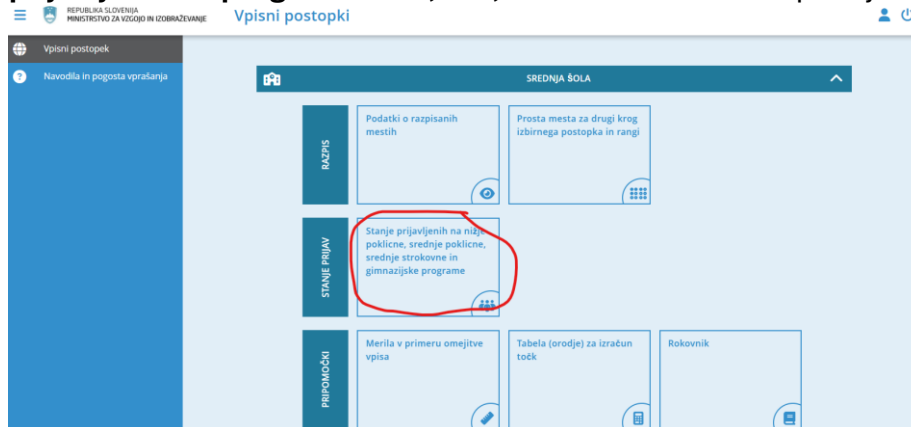 REPUBLIKA SLOVENIJA
MINISTRSTVO ZA VZGOJO IN IZOBRAŽEVANJE
Vpisni postopki
Vpisni postopek
Navodila in pogosta vprašanja
SREDNJA ŠOLA
RAZPIS
Podatki o razpisanih
mestih
Prosta mesta za drugi krog
izbirnega postopka in rangi
STANJE PRIJAV
Stanje prijavljenih na nižje
poklicne, srednje poklicne,
srednje strokovne in
gimnazijske programe
PRIPOMOČKI
Merila v primeru omejitve
vpisa
Tabela (orodje) za izračun
točk
Rokovnik